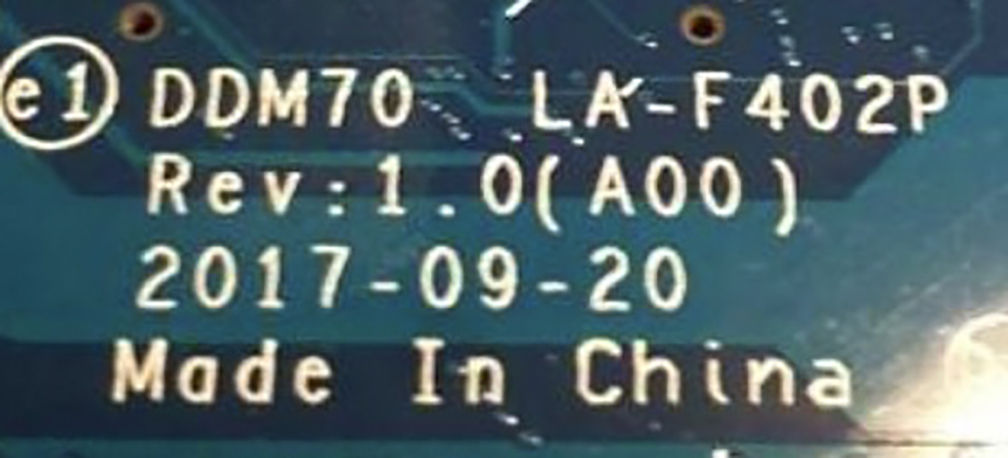 e1 DDM70 LA-F402P
Rev:1.0(A00)
2017-09-20
Made In China